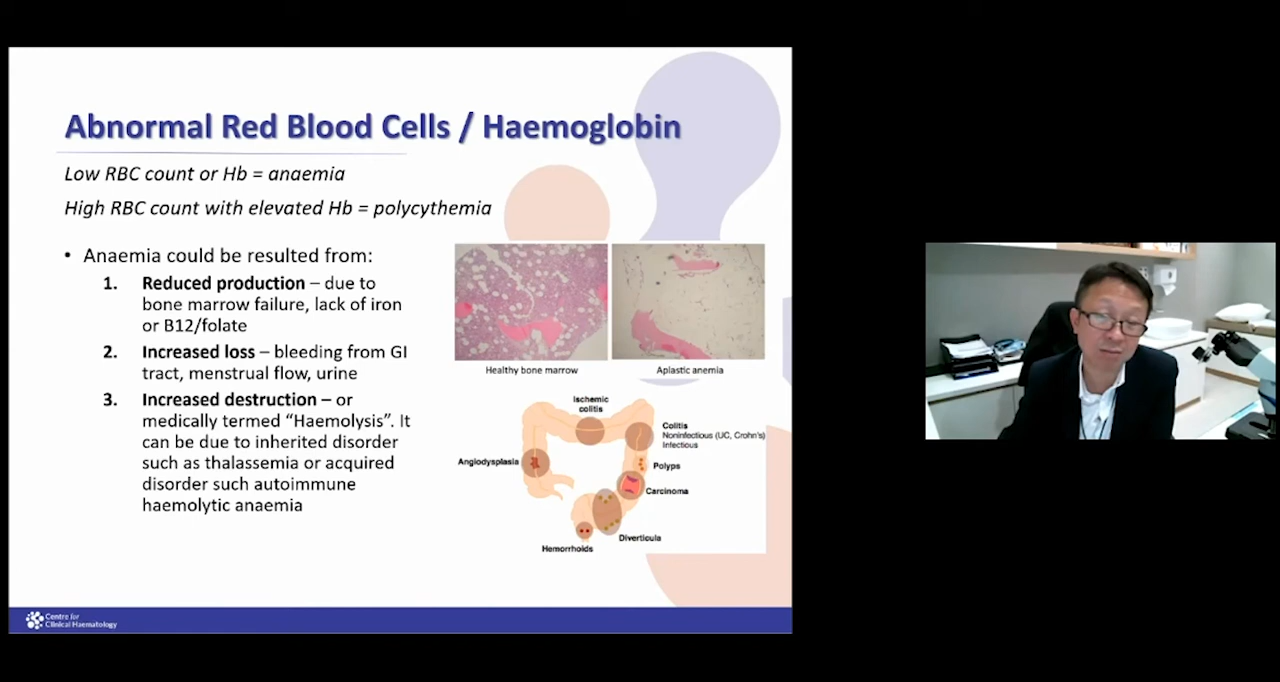 Abnormal Red Blood Cells / Haemoglobin
Low RBC count or Hb = anaemia
High RBC count with elevated Hb = polycythemia
• Anaemia could be resulted from:
1. Reduced production – due to
bone marrow failure, lack of iron
or B12/folate
2. Increased loss – bleeding from GI
tract, menstrual flow, urine
3. Increased destruction – or
medically termed “Haemolysis”. It
can be due to inherited disorder
such as thalassemia or acquired
disorder such autoimmune
haemolytic anaemia
Healthy bone marrow
Aplastic anemia
Ischemic
colitis
Colitis
Noninfectious (UC, Crohn's)
Infectious
Angiodysplasia
Polyps
Carcinoma
Diverticula
Hemorrhoids
Centre for
Clinical Haematology